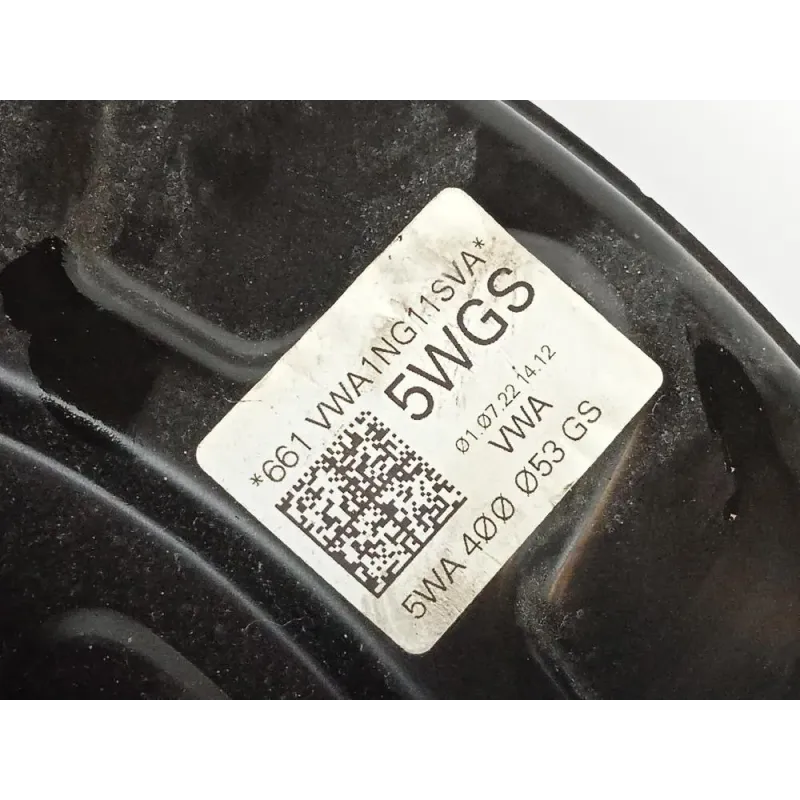 *661 VWA1NG11SVA*
5WGS
01.07.22 14.12
VWA
5WA 400 053 GS